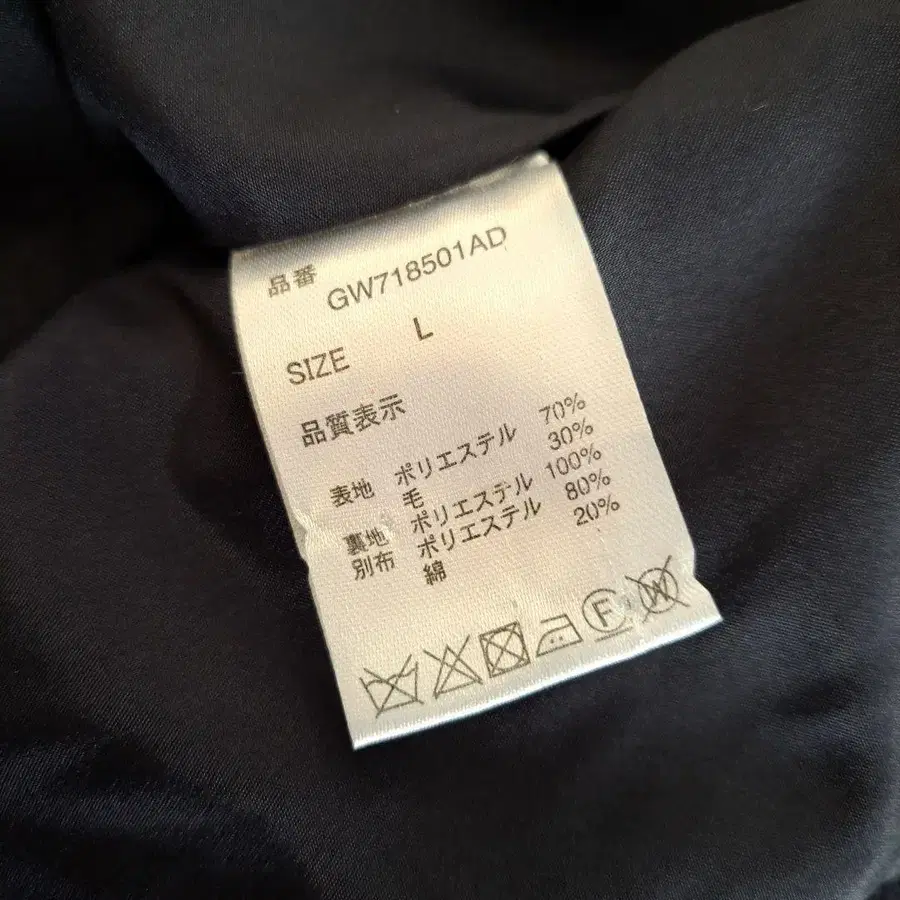 品番 GW718501AD
SIZE L
品質表示
表地 ポリエステル 70%
毛 30%
裏地 ポリエステル 100%
別布 ポリエステル 80%
綿 20%
F W